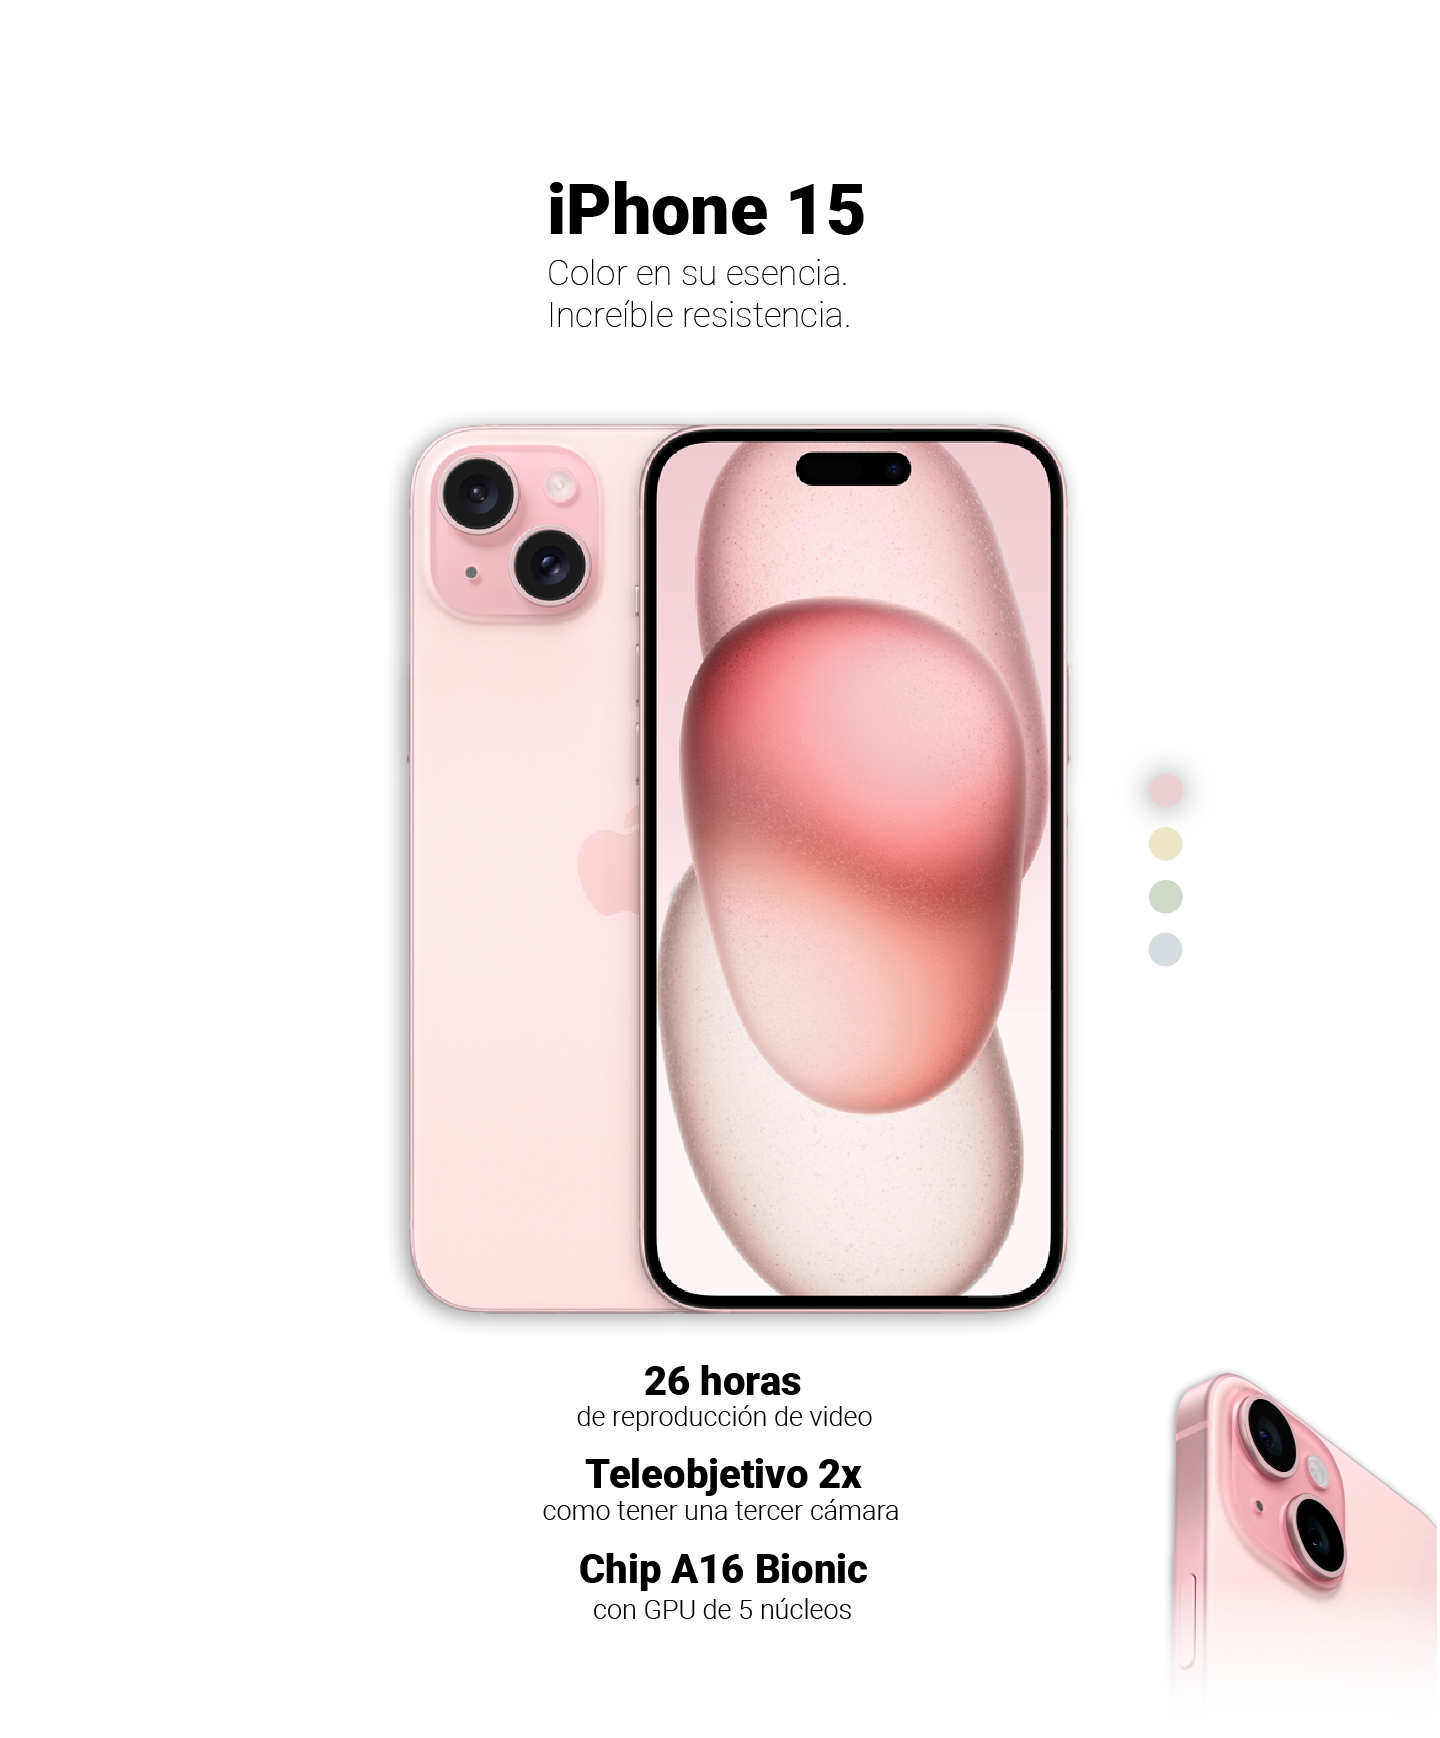 iPhone 15
Color en su esencia.
Increíble resistencia.
26 horas
de reproducción de video
Teleobjetivo 2x
como tener una tercer cámara
Chip A16 Bionic
con GPU de 5 núcleos